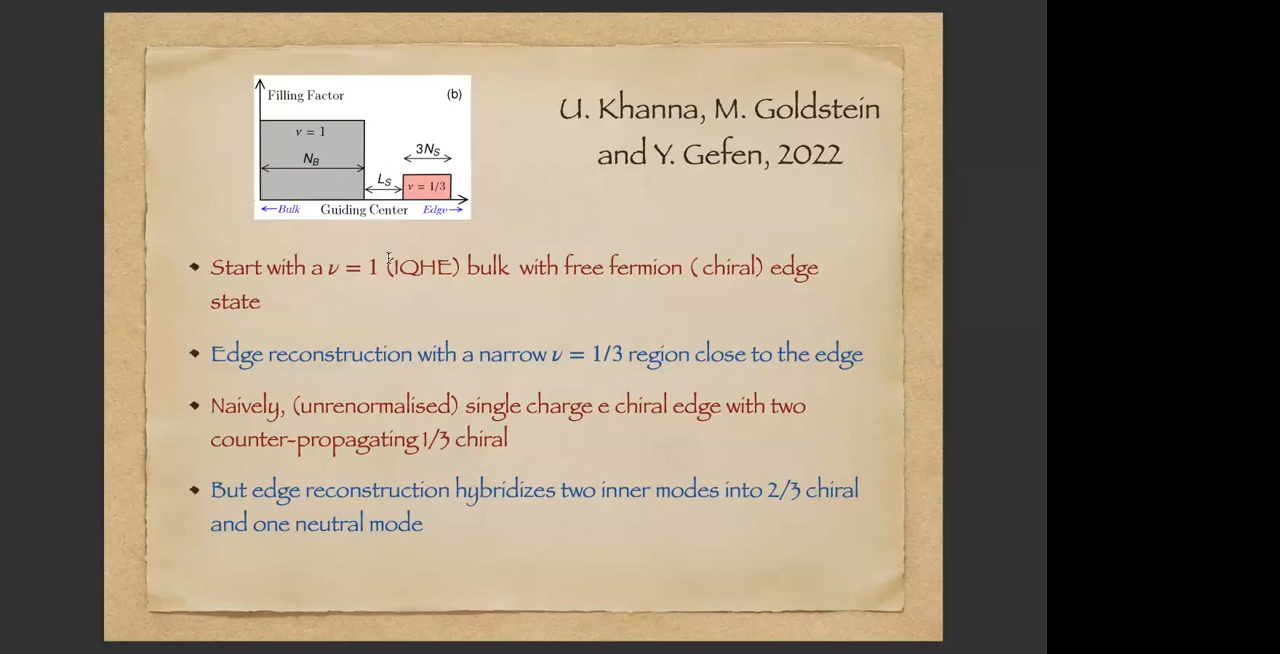 Filling Factor
(b)
ν = 1
N_B
3N_S
L_S
ν = 1/3
←Bulk
Guiding Center
Edge→
U. Khanna, M. Goldstein
and Y. Gefen, 2022
Start with a ν = 1 (IQHE) bulk with free fermion ( chiral) edge
state
Edge reconstruction with a narrow ν = 1/3 region close to the edge
Naively, (unrenormalised) single charge e chiral edge with two
counter-propagating 1/3 chiral
But edge reconstruction hybridizes two inner modes into 2/3 chiral
and one neutral mode